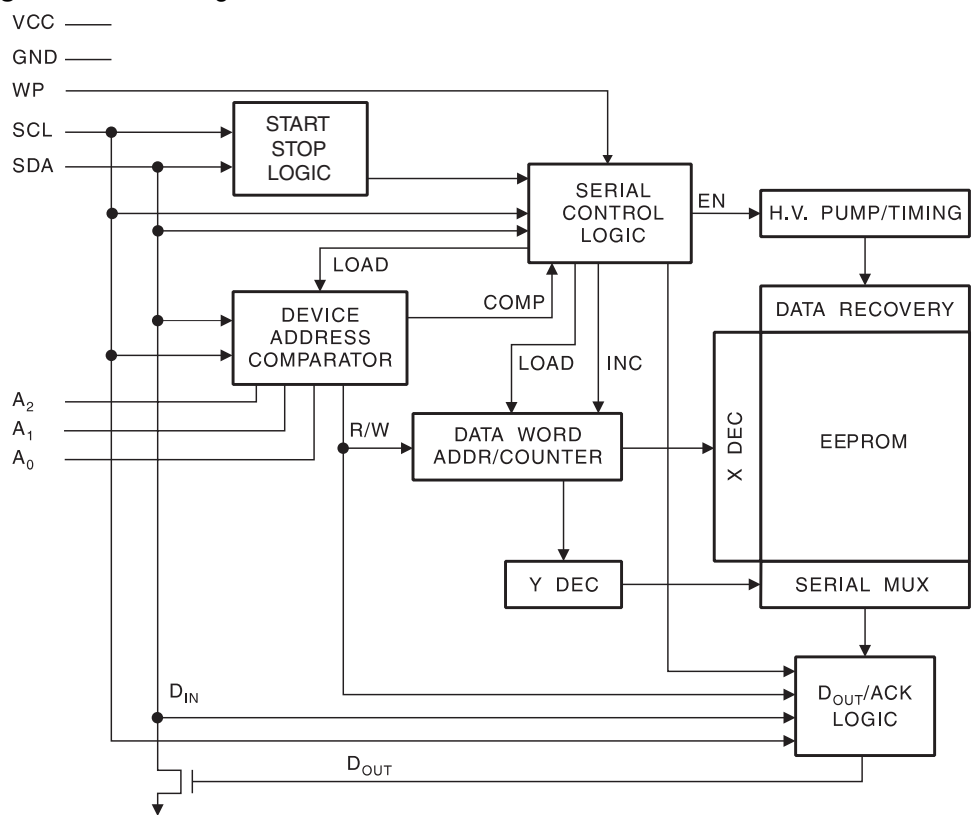 VCC
GND
WP
SCL
SDA
START
STOP
LOGIC
SERIAL
CONTROL
LOGIC
EN
H.V. PUMP/TIMING
LOAD
COMP
DEVICE
ADDRESS
COMPARATOR
DATA RECOVERY
LOAD
INC
A2
A1
A0
R/W
DATA WORD
ADDR/COUNTER
X DEC
EEPROM
Y DEC
SERIAL MUX
DIN
DOUT/ACK
LOGIC
DOUT